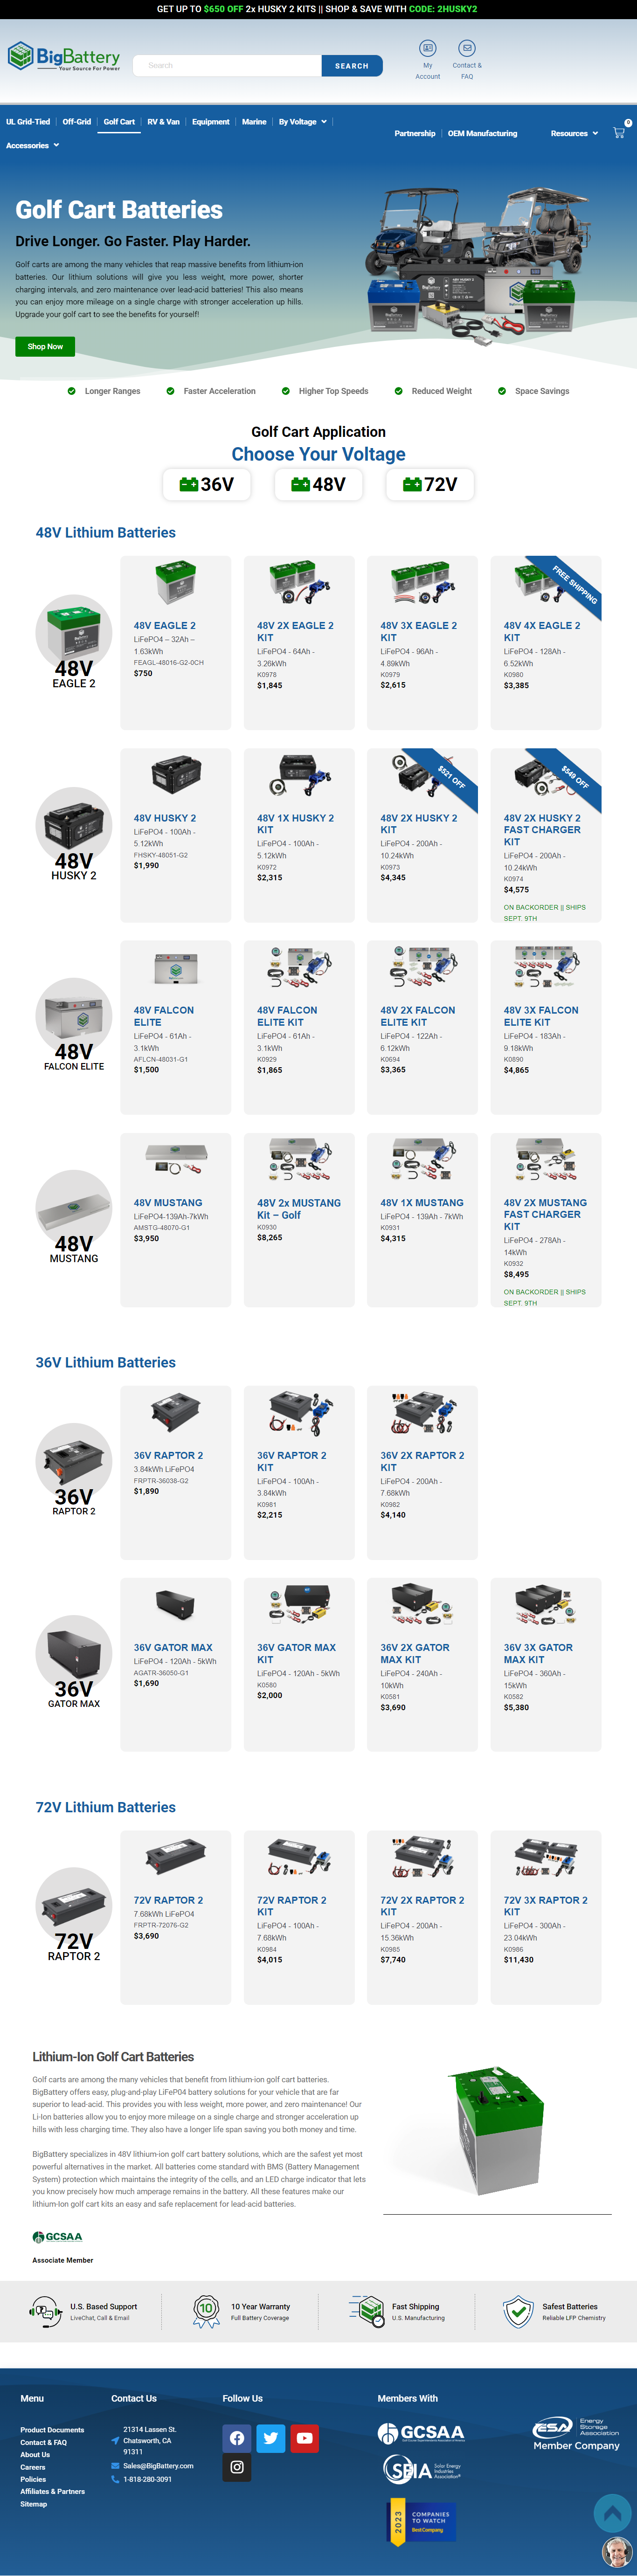 GET UP TO $650 OFF 2x HUSKY 2 KITS || SHOP & SAVE WITH CODE: 2HUSKY2
BigBattery
Your Source For Power
Search
SEARCH
My Account
Contact & FAQ
UL Grid-Tied
Off-Grid
Golf Cart
RV & Van
Equipment
Marine
By Voltage
Accessories
Partnership
OEM Manufacturing
Resources
0
Golf Cart Batteries
Drive Longer. Go Faster. Play Harder.
Golf carts are among the many vehicles that reap massive benefits from lithium-ion
batteries. Our lithium solutions will give you less weight, more power, shorter
charging intervals, and zero maintenance over lead-acid batteries! This also means
you can enjoy more mileage on a single charge with stronger acceleration up hills.
Upgrade your golf cart to see the benefits for yourself!
Shop Now
Longer Ranges
Faster Acceleration
Higher Top Speeds
Reduced Weight
Space Savings
Golf Cart Application
Choose Your Voltage
36V
48V
72V
48V Lithium Batteries
48V
EAGLE 2
48V EAGLE 2
LiFePO4 – 32Ah –
1.63kWh
FEAGL-48016-G2-0CH
$750
48V 2X EAGLE 2
KIT
LiFePO4 - 64Ah -
3.26kWh
K0978
$1,845
48V 3X EAGLE 2
KIT
LiFePO4 - 96Ah -
4.89kWh
K0979
$2,615
FREE SHIPPING
48V 4X EAGLE 2
KIT
LiFePO4 - 128Ah -
6.52kWh
K0980
$3,385
48V
HUSKY 2
48V HUSKY 2
LiFePO4 - 100Ah -
5.12kWh
FHSKY-48051-G2
$1,990
48V 1X HUSKY 2
KIT
LiFePO4 - 100Ah -
5.12kWh
K0972
$2,315
$521 OFF
48V 2X HUSKY 2
KIT
LiFePO4 - 200Ah -
10.24kWh
K0973
$4,345
$549 OFF
48V 2X HUSKY 2
FAST CHARGER
KIT
LiFePO4 - 200Ah -
10.24kWh
K0974
$4,575
ON BACKORDER || SHIPS
SEPT. 9TH
48V
FALCON ELITE
48V FALCON
ELITE
LiFePO4 - 61Ah -
3.1kWh
AFLCN-48031-G1
$1,500
48V FALCON
ELITE KIT
LiFePO4 - 61Ah -
3.1kWh
K0929
$1,865
48V 2X FALCON
ELITE KIT
LiFePO4 - 122Ah -
6.12kWh
K0694
$3,365
48V 3X FALCON
ELITE KIT
LiFePO4 - 183Ah -
9.18kWh
K0890
$4,865
48V
MUSTANG
48V MUSTANG
LiFePO4-139Ah-7kWh
AMSTG-48070-G1
$3,950
48V 2x MUSTANG
Kit – Golf
K0930
$8,265
48V 1X MUSTANG
LiFePO4 - 139Ah - 7kWh
K0931
$4,315
48V 2X MUSTANG
FAST CHARGER
KIT
LiFePO4 - 278Ah -
14kWh
K0932
$8,495
ON BACKORDER || SHIPS
SEPT. 9TH
36V Lithium Batteries
36V
RAPTOR 2
36V RAPTOR 2
3.84kWh LiFePO4
FRPTR-36038-G2
$1,890
36V RAPTOR 2
KIT
LiFePO4 - 100Ah -
3.84kWh
K0981
$2,215
36V 2X RAPTOR 2
KIT
LiFePO4 - 200Ah -
7.68kWh
K0982
$4,140
36V
GATOR MAX
36V GATOR MAX
LiFePO4 - 120Ah - 5kWh
AGATR-36050-G1
$1,690
36V GATOR MAX
KIT
LiFePO4 - 120Ah - 5kWh
K0580
$2,000
36V 2X GATOR
MAX KIT
LiFePO4 - 240Ah -
10kWh
K0581
$3,690
36V 3X GATOR
MAX KIT
LiFePO4 - 360Ah -
15kWh
K0582
$5,380
72V Lithium Batteries
72V
RAPTOR 2
72V RAPTOR 2
7.68kWh LiFePO4
FRPTR-72076-G2
$3,690
72V RAPTOR 2
KIT
LiFePO4 - 100Ah -
7.68kWh
K0984
$4,015
72V 2X RAPTOR 2
KIT
LiFePO4 - 200Ah -
15.36kWh
K0985
$7,740
72V 3X RAPTOR 2
KIT
LiFePO4 - 300Ah -
23.04kWh
K0986
$11,430
Lithium-Ion Golf Cart Batteries
Golf carts are among the many vehicles that benefit from lithium-ion golf cart batteries.
BigBattery offers easy, plug-and-play LiFeP04 battery solutions for your vehicle that are far
superior to lead-acid. This provides you with less weight, more power, and zero maintenance! Our
Li-Ion batteries allow you to enjoy more mileage on a single charge and stronger acceleration up
hills with less charging time. They also have a longer life span saving you both money and time.
BigBattery specializes in 48V lithium-ion golf cart battery solutions, which are the safest yet most
powerful alternatives in the market. All batteries come standard with BMS (Battery Management
System) protection which maintains the integrity of the cells, and an LED charge indicator that lets
you know precisely how much amperage remains in the battery. All these features make our
lithium-Ion golf cart kits an easy and safe replacement for lead-acid batteries.
GCSAA
Associate Member
U.S. Based Support
LiveChat, Call & Email
10
10 Year Warranty
Full Battery Coverage
Fast Shipping
U.S. Manufacturing
Safest Batteries
Reliable LFP Chemistry
Menu
Product Documents
Contact & FAQ
About Us
Careers
Policies
Affiliates & Partners
Sitemap
Contact Us
21314 Lassen St.
Chatsworth, CA
91311
Sales@BigBattery.com
1-818-280-3091
Follow Us
Members With
GCSAA
SEIA
Solar Energy
Industries
Association
2023
COMPANIES
TO WATCH
BestCompany
ESA
Energy
Storage
Association
Member Company